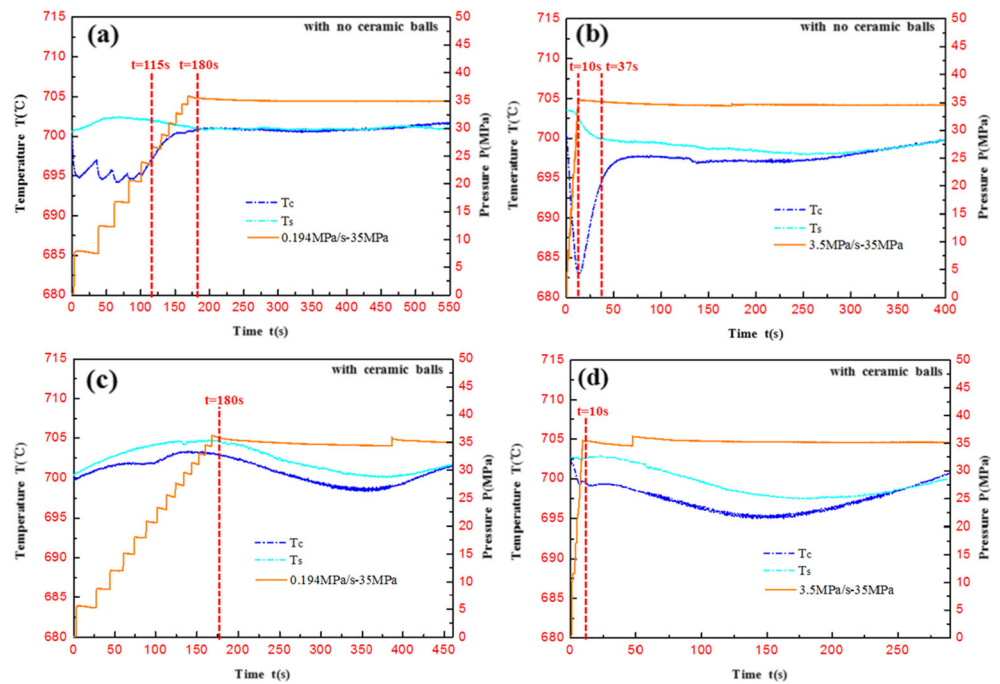 (a)
with no ceramic balls
t=115s
t=180s
Temperature T(℃)
715
710
705
700
695
690
685
680
Pressure P(MPa)
50
45
40
35
30
25
20
15
10
5
0
Tc
Ts
0.194MPa/s-35MPa
0 50 100 150 200 250 300 350 400 450 500 550
Time t(s)
(b)
with no ceramic balls
t=10s
t=37s
Temerature T(℃)
715
710
705
700
695
690
685
680
Pressure P(MPa)
50
45
40
35
30
25
20
15
10
5
0
Tc
Ts
3.5MPa/s-35MPa
0 50 100 150 200 250 300 350 400
Time t(s)
(c)
with ceramic balls
t=180s
Temperature T(℃)
715
710
705
700
695
690
685
680
Pressure P(MPa)
50
45
40
35
30
25
20
15
10
5
0
Tc
Ts
0.194MPa/s-35MPa
0 50 100 150 200 250 300 350 400 450
Time t(s)
(d)
with ceramic balls
t=10s
Temperature T(℃)
715
710
705
700
695
690
685
680
Pressure P(MPa)
50
45
40
35
30
25
20
15
10
5
0
Tc
Ts
3.5MPa/s-35MPa
0 50 100 150 200 250
Time t(s)